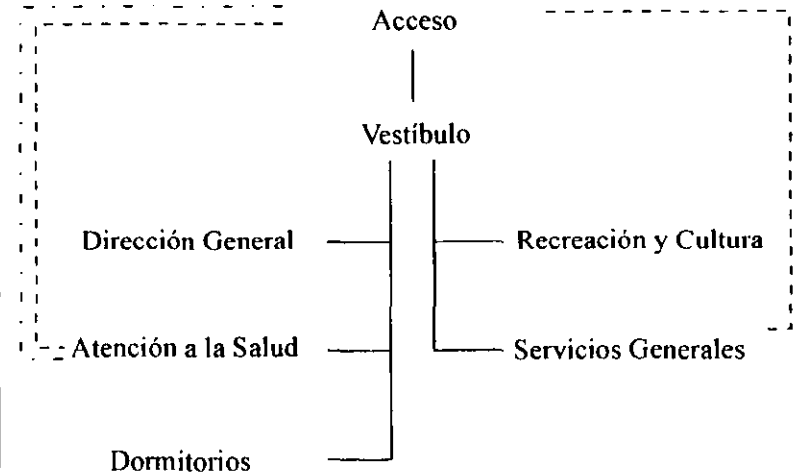 Acceso
Vestíbulo
Dirección General
Recreación y Cultura
Atención a la Salud
Servicios Generales
Dormitorios